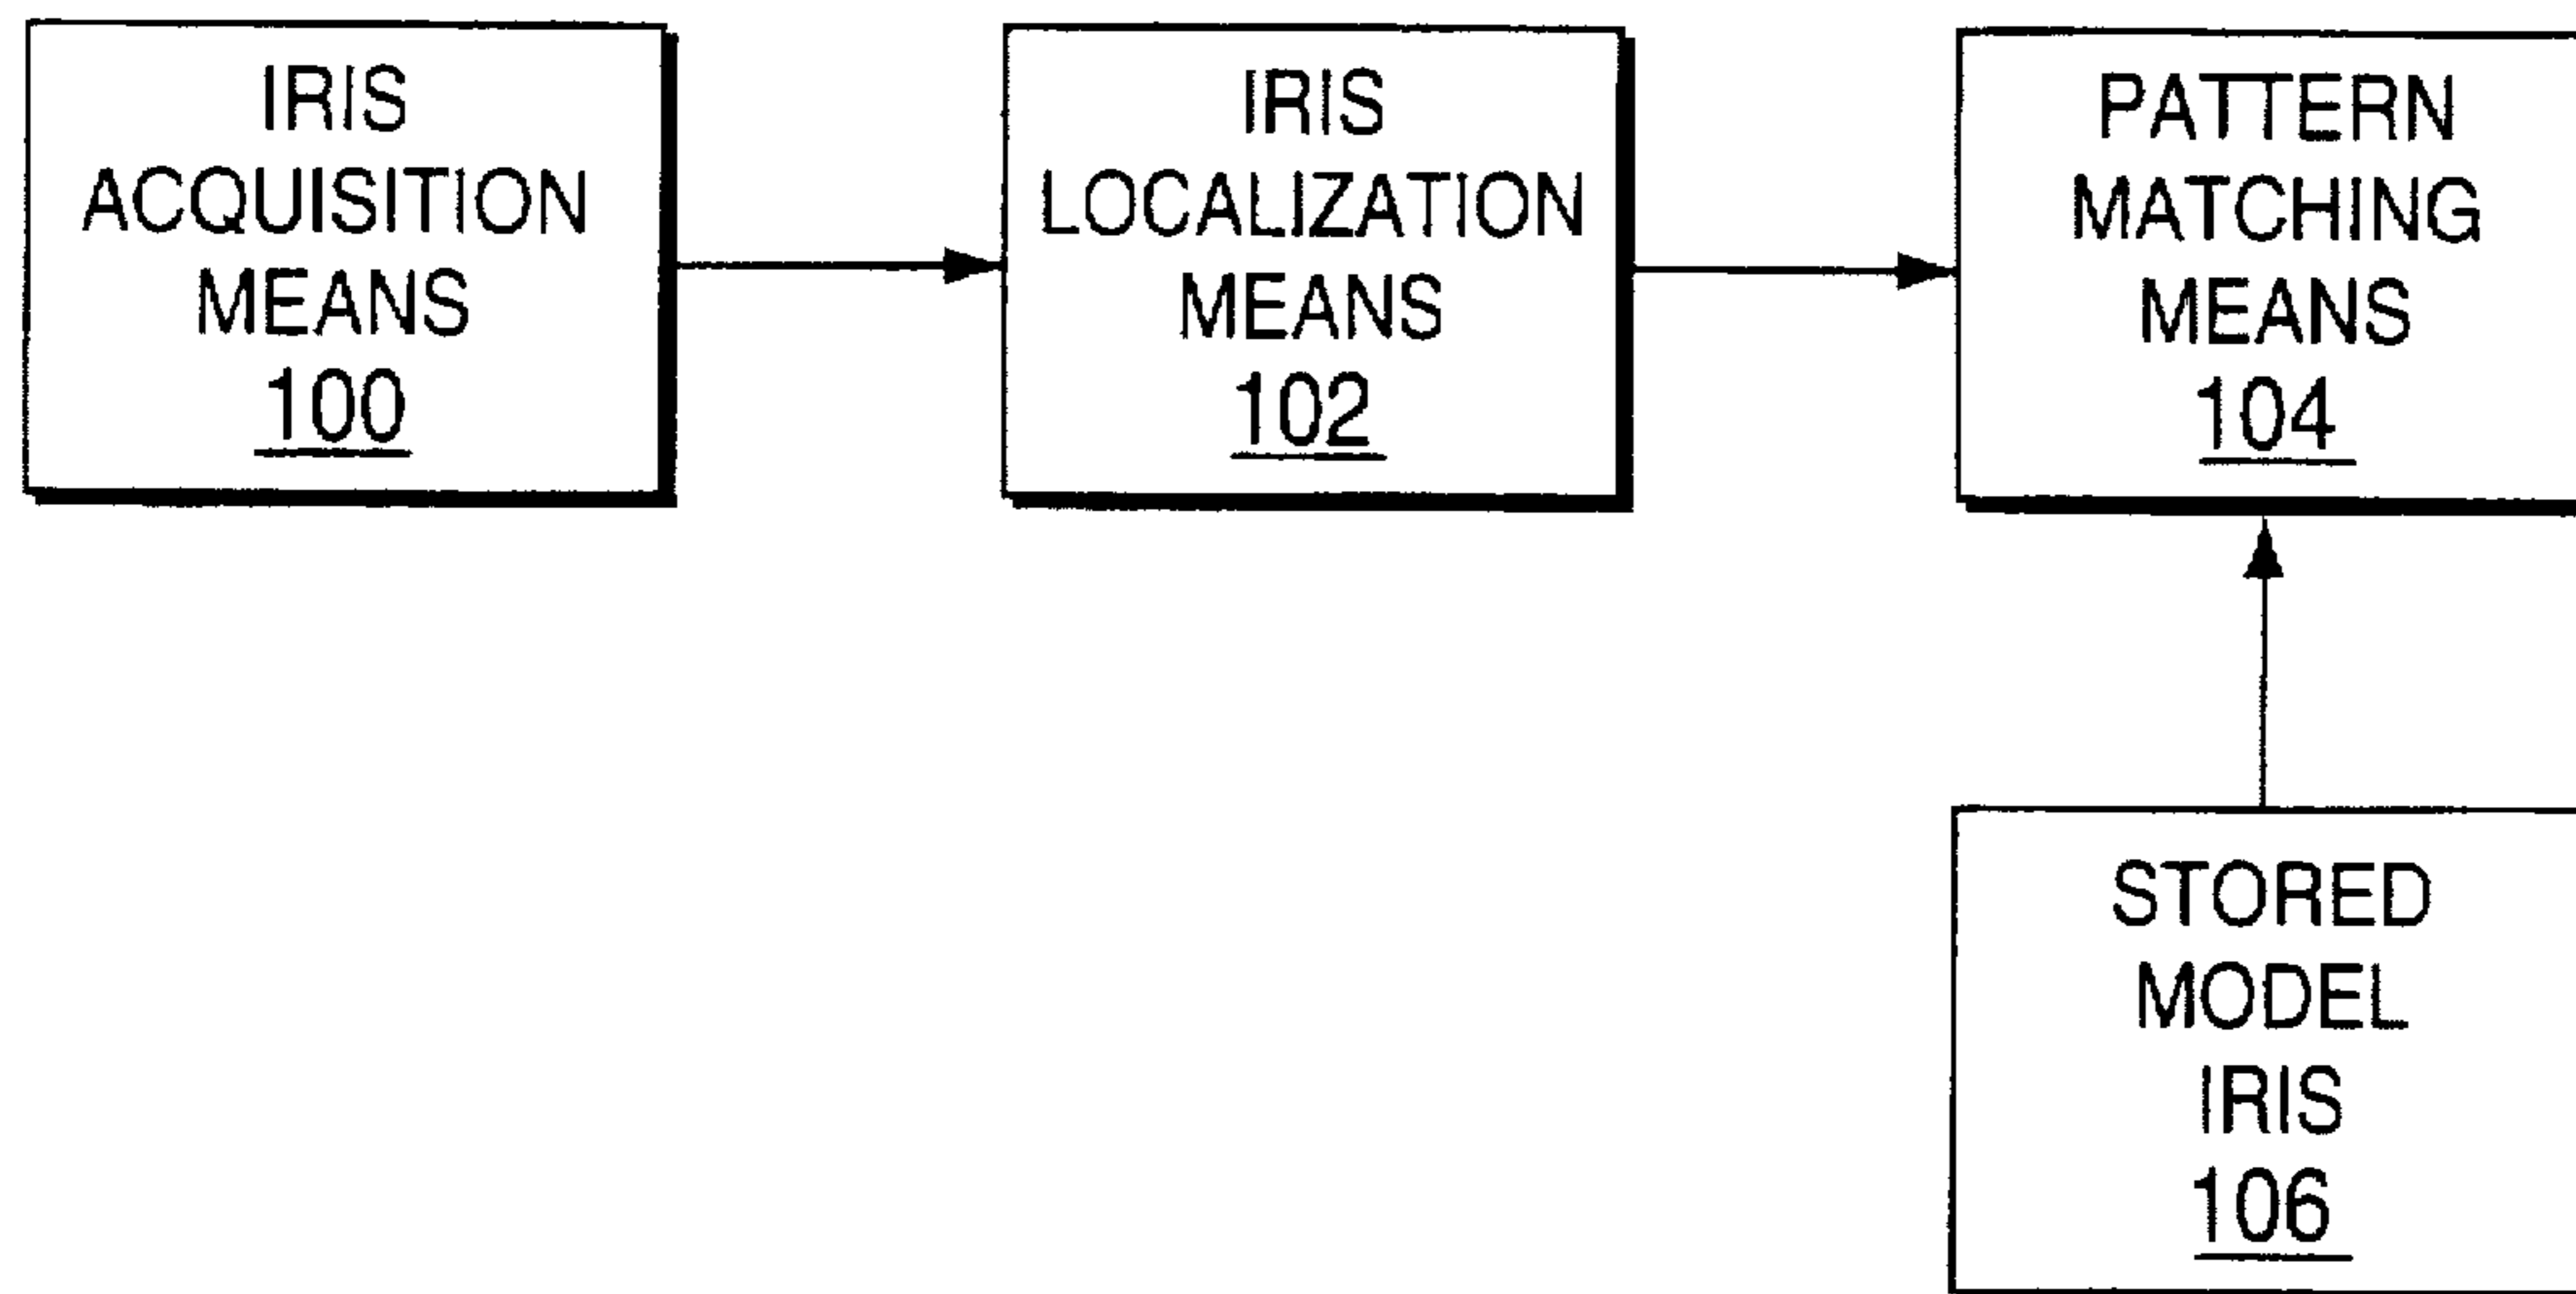 IRIS
ACQUISITION
MEANS
100
IRIS
LOCALIZATION
MEANS
102
PATTERN
MATCHING
MEANS
104
STORED
MODEL
IRIS
106